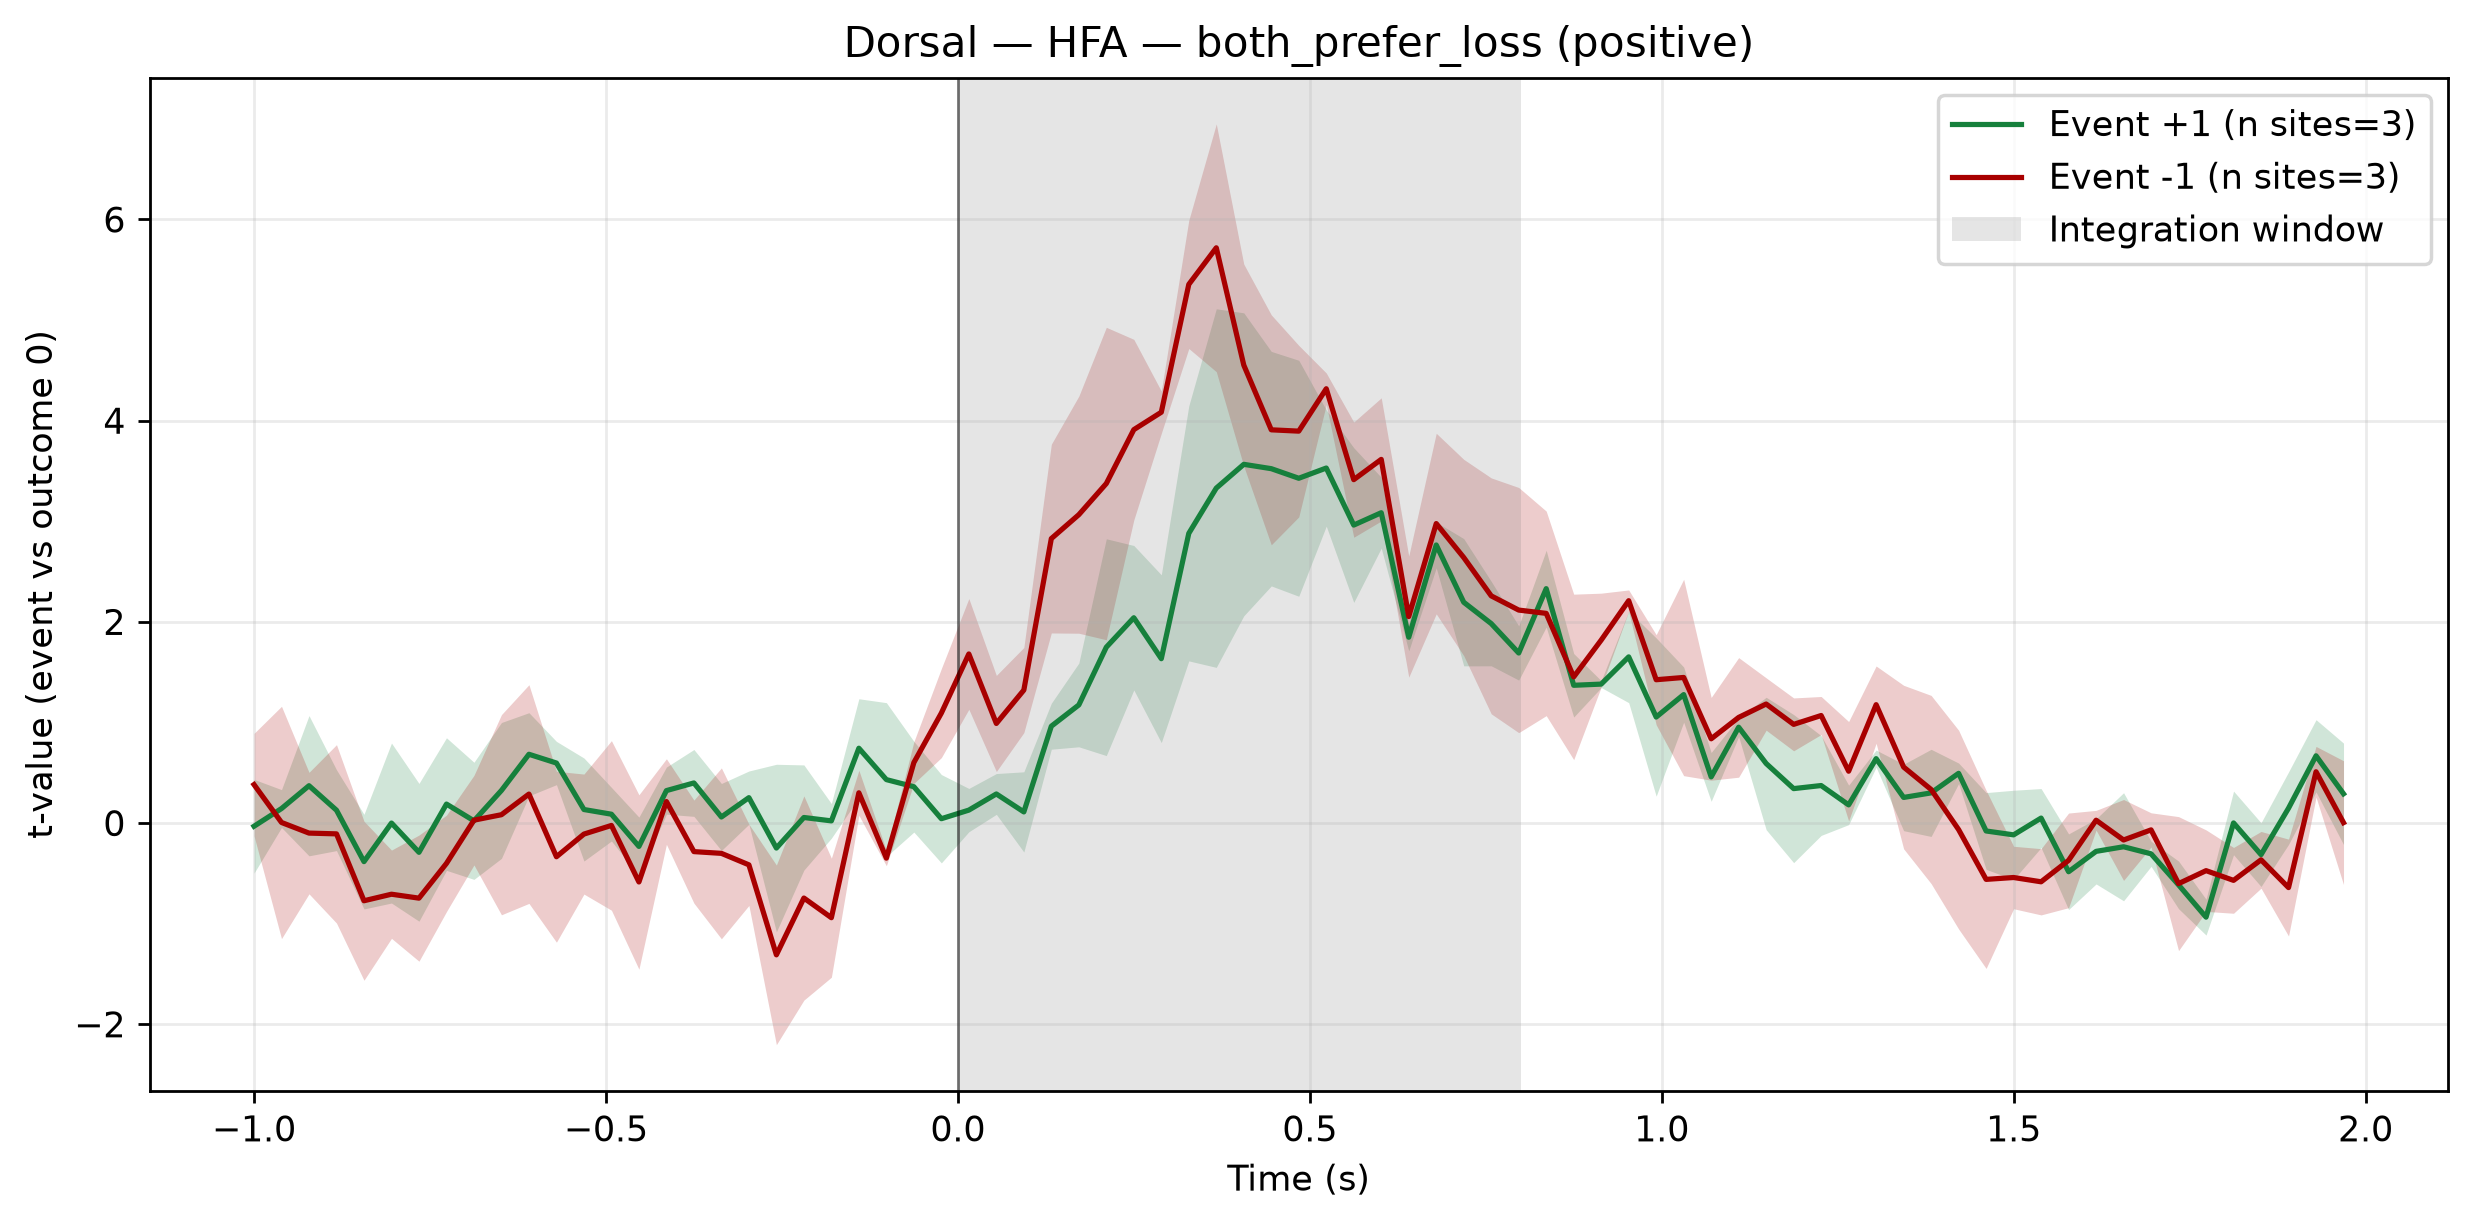 Dorsal — HFA — both_prefer_loss (positive)
Event +1 (n sites=3)
Event -1 (n sites=3)
Integration window
t-value (event vs outcome 0)
6
4
2
0
−2
−1.0 −0.5 0.0 0.5 1.0 1.5 2.0
Time (s)